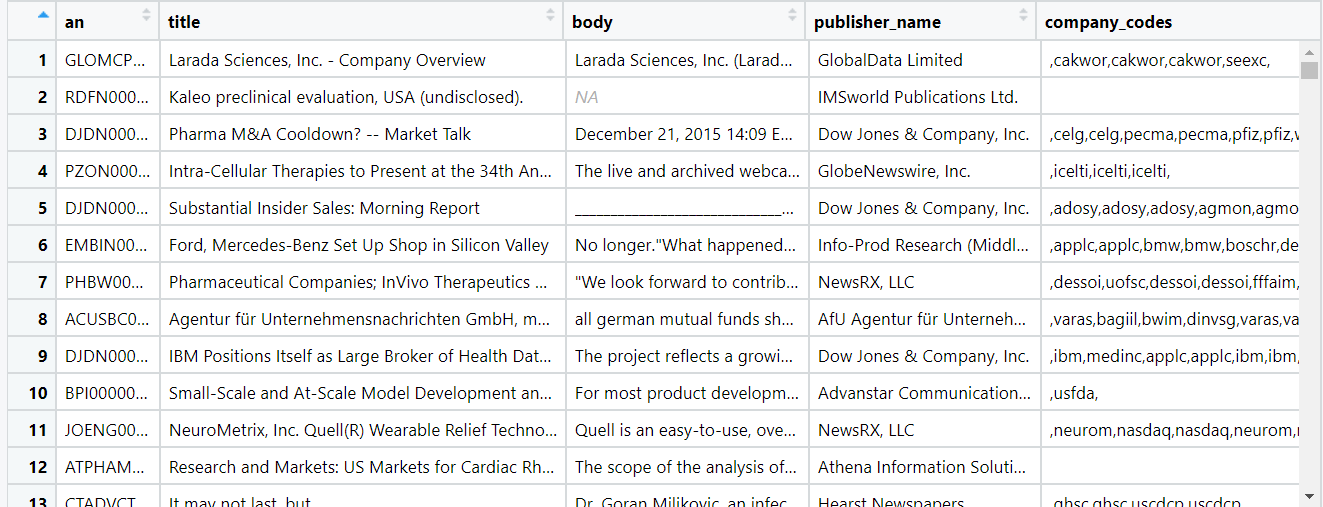 an title body publisher_name company_codes
1 GLOMCP... Larada Sciences, Inc. - Company Overview Larada Sciences, Inc. (Larad... GlobalData Limited ,cakwor,cakwor,cakwor,seexc,
2 RDFN000... Kaleo preclinical evaluation, USA (undisclosed). NA IMSworld Publications Ltd.
3 DJDN000... Pharma M&A Cooldown? -- Market Talk December 21, 2015 14:09 E... Dow Jones & Company, Inc. ,celg,celg,pecma,pecma,pfiz,pfiz,
4 PZON000... Intra-Cellular Therapies to Present at the 34th An... The live and archived webca... GlobeNewswire, Inc. ,icelti,icelti,icelti,
5 DJDN000... Substantial Insider Sales: Morning Report ______________________________... Dow Jones & Company, Inc. ,adosy,adosy,adosy,agmon,agmo
6 EMBIN00... Ford, Mercedes-Benz Set Up Shop in Silicon Valley No longer."What happened... Info-Prod Research (Middl... ,applc,applc,bmw,bmw,boschr,de
7 PHBW00... Pharmaceutical Companies; InVivo Therapeutics ... "We look forward to contrib... NewsRX, LLC ,dessoi,uofsc,dessoi,dessoi,fffaim,
8 ACUSBC0... Agentur für Unternehmensnachrichten GmbH, m... all german mutual funds sh... AfU Agentur für Unterneh... ,varas,bagiil,bwim,dinvsg,varas,va
9 DJDN000... IBM Positions Itself as Large Broker of Health Dat... The project reflects a growi... Dow Jones & Company, Inc. ,ibm,medinc,applc,applc,ibm,ibm,
10 BPI00000... Small-Scale and At-Scale Model Development an... For most product developm... Advanstar Communication... ,usfda,
11 JOENG00... NeuroMetrix, Inc. Quell(R) Wearable Relief Techno... Quell is an easy-to-use, ove... NewsRX, LLC ,neurom,nasdaq,nasdaq,neurom,
12 ATPHAM... Research and Markets: US Markets for Cardiac Rh... The scope of the analysis of... Athena Information Soluti...
13 CTADVCT... It may not last, but... Dr. Goran Miljkovic, an infec... Hearst Newspapers ,ghsc,ghsc,uscdcp,uscdcp,